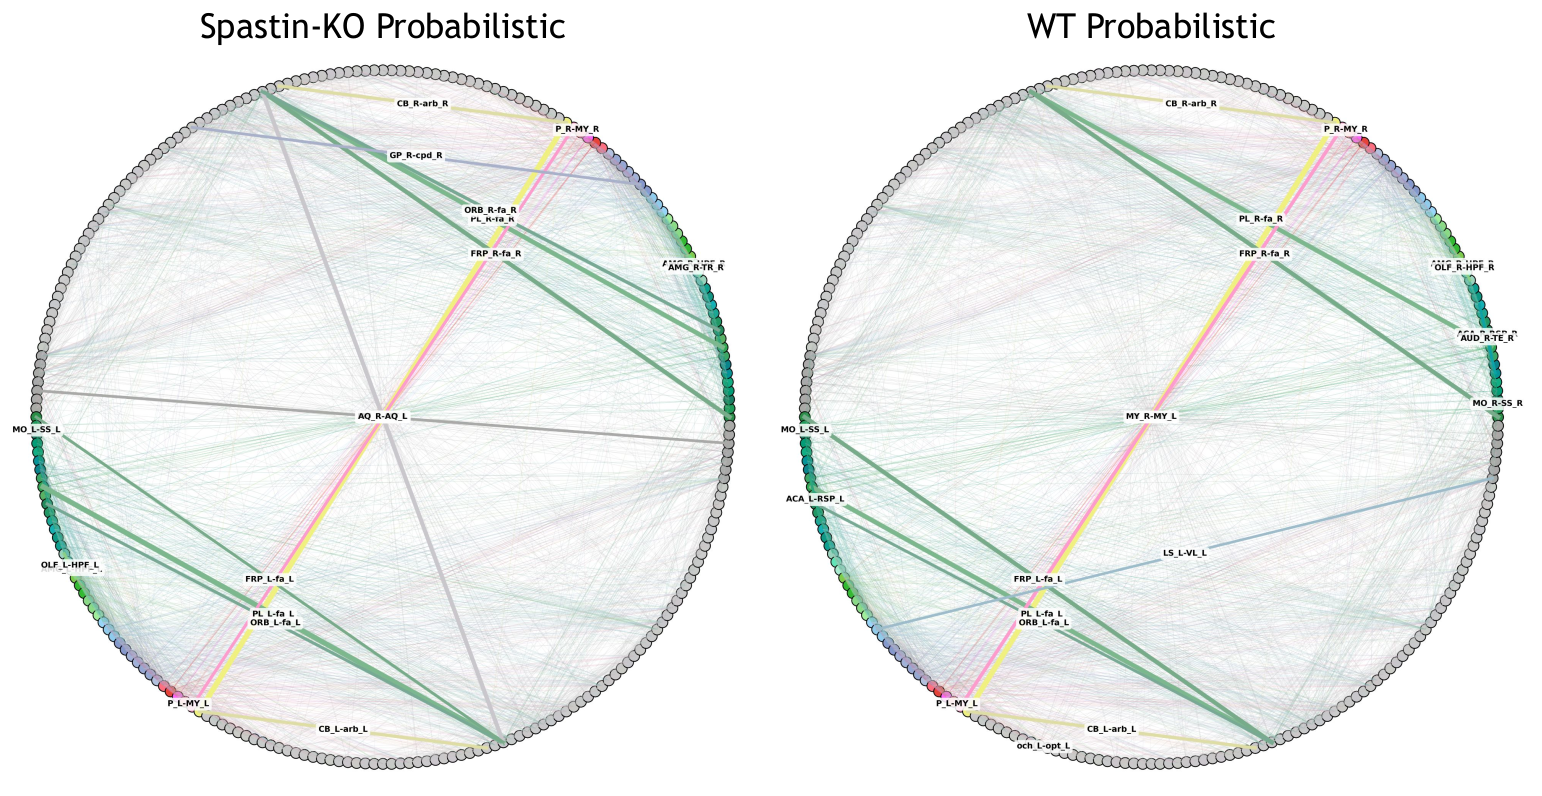 Spastin-KO Probabilistic
CB_R-arb_R
P_R-MY_R
GP_R-cpd_R
ORB_R-fa_R
PL_R-fa_R
FRP_R-fa_R
AMG_R-TR_R
AQ_R-AQ_L
MO_L-SS_L
OLF_L-HPF_L
FRP_L-fa_L
PL_L-fa_L
ORB_L-fa_L
P_L-MY_L
CB_L-arb_L
WT Probabilistic
CB_R-arb_R
P_R-MY_R
PL_R-fa_R
FRP_R-fa_R
OLF_R-HPF_R
AUD_R-TE_R
MO_R-SS_R
MY_R-MY_L
MO_L-SS_L
ACA_L-RSP_L
LS_L-VL_L
FRP_L-fa_L
PL_L-fa_L
ORB_L-fa_L
P_L-MY_L
CB_L-arb_L
och_L-opt_L